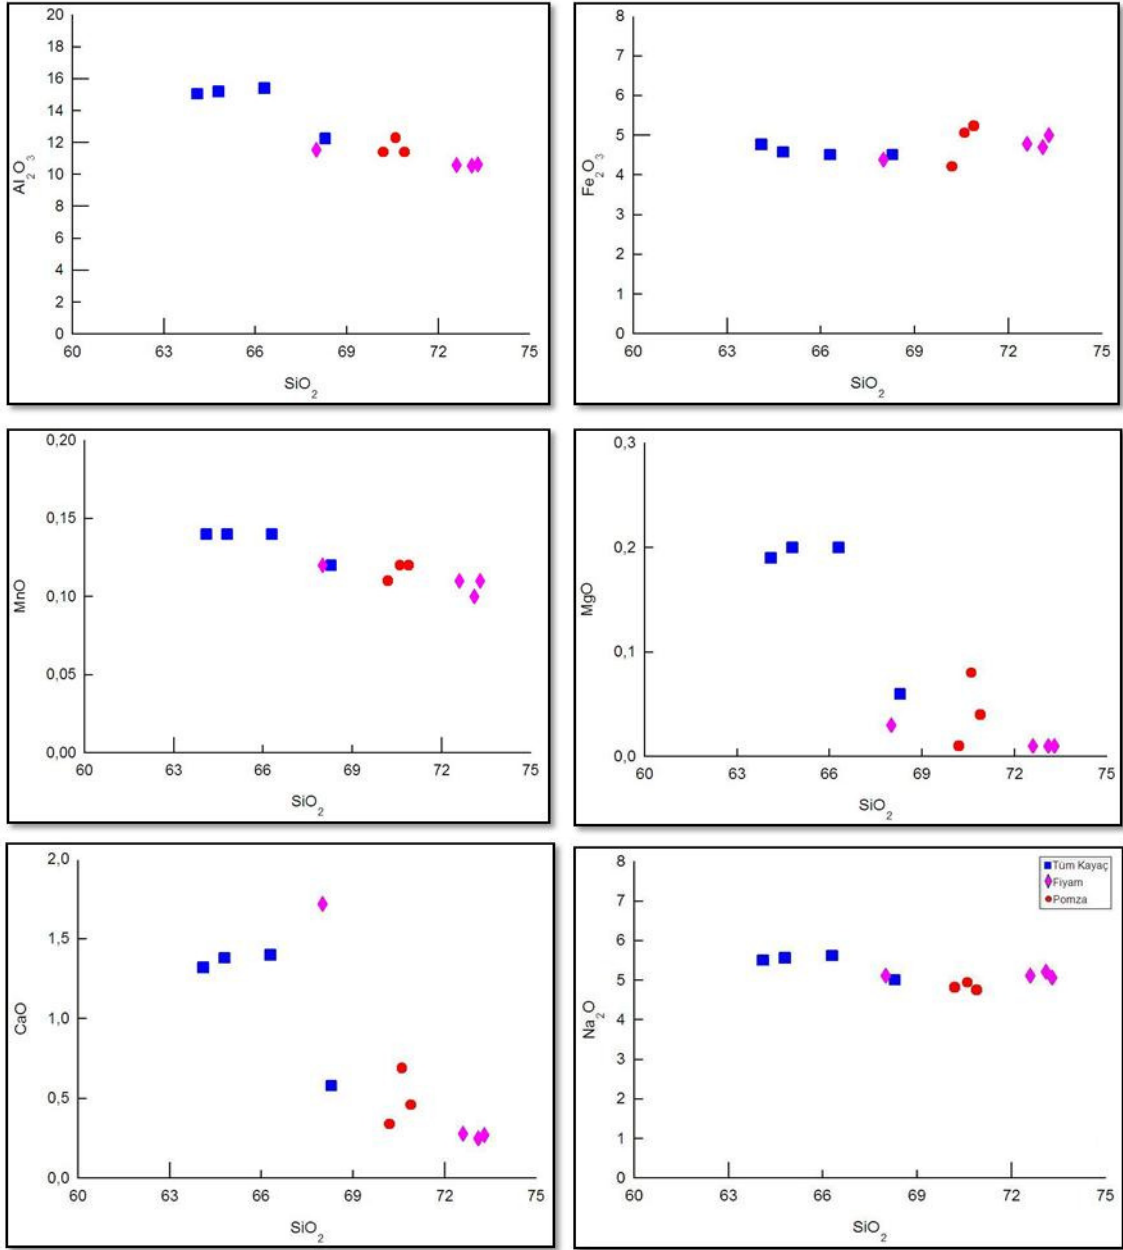 20
18
16
14
12
10
8
6
4
2
0
Al₂O₃
60 63 66 69 72 75
SiO₂
8
7
6
5
4
3
2
1
0
Fe₂O₃
60 63 66 69 72 75
SiO₂
0,20
0,15
0,10
0,05
0,00
MnO
60 63 66 69 72 75
SiO₂
0,3
0,2
0,1
0,0
MgO
60 63 66 69 72 75
SiO₂
2,0
1,5
1,0
0,5
0,0
CaO
60 63 66 69 72 75
SiO₂
8
7
6
5
4
3
2
1
0
Na₂O
60 63 66 69 72 75
SiO₂
Tüm Kayaç
Fiyam
Pomza